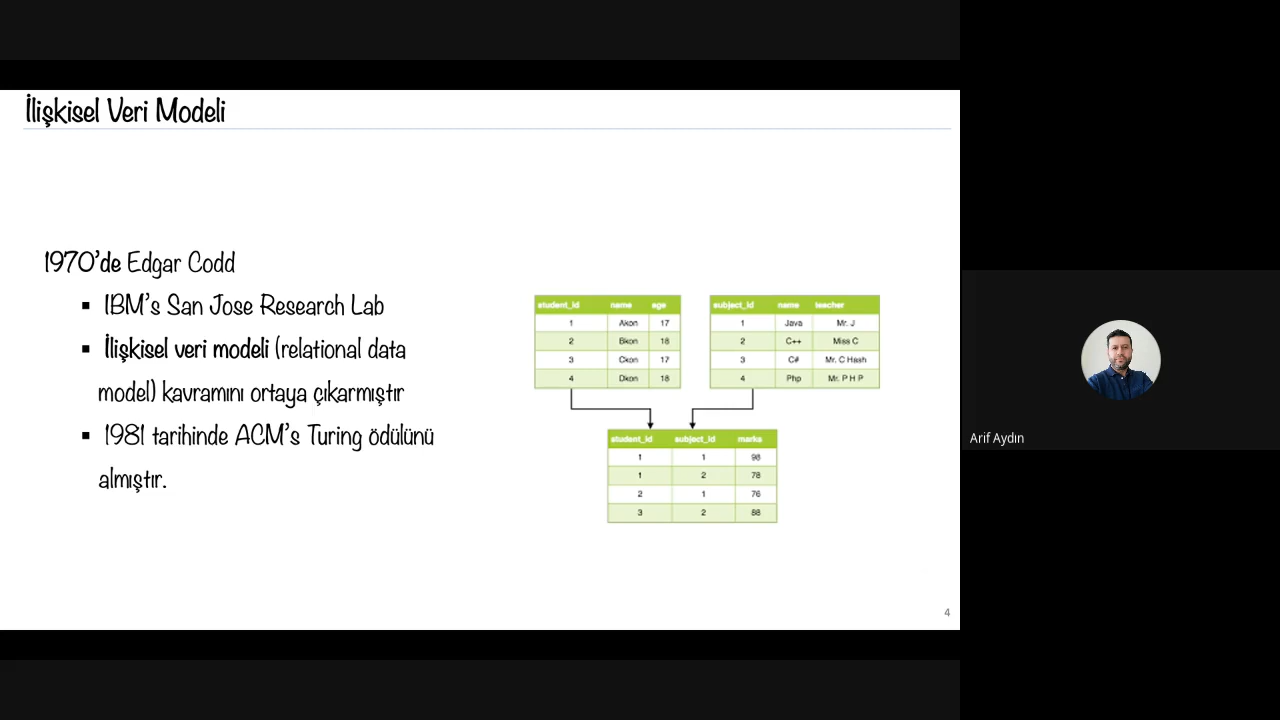 İlişkisel Veri Modeli
1970'de Edgar Codd
▪ IBM's San Jose Research Lab
▪ İlişkisel veri modeli (relational data
model) kavramını ortaya çıkarmıştır
▪ 1981 tarihinde ACM's Turing ödülünü
almıştır.
student_id name age
1 Akon 17
2 Bkon 18
3 Ckon 17
4 Dkon 18
subject_id name teacher
1 Java Mr. J
2 C++ Miss C
3 C# Mr. C Hash
4 Php Mr. P H P
student_id subject_id marks
1 1 98
1 2 78
2 1 76
3 2 88
4
Arif Aydın